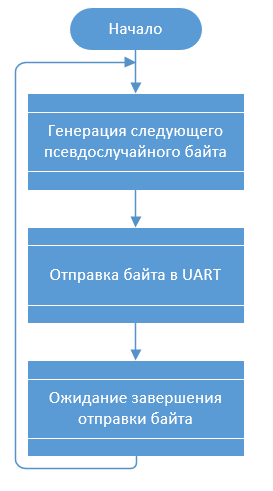 Начало
Генерация следующего
псевдослучайного байта
Отправка байта в UART
Ожидание завершения
отправки байта